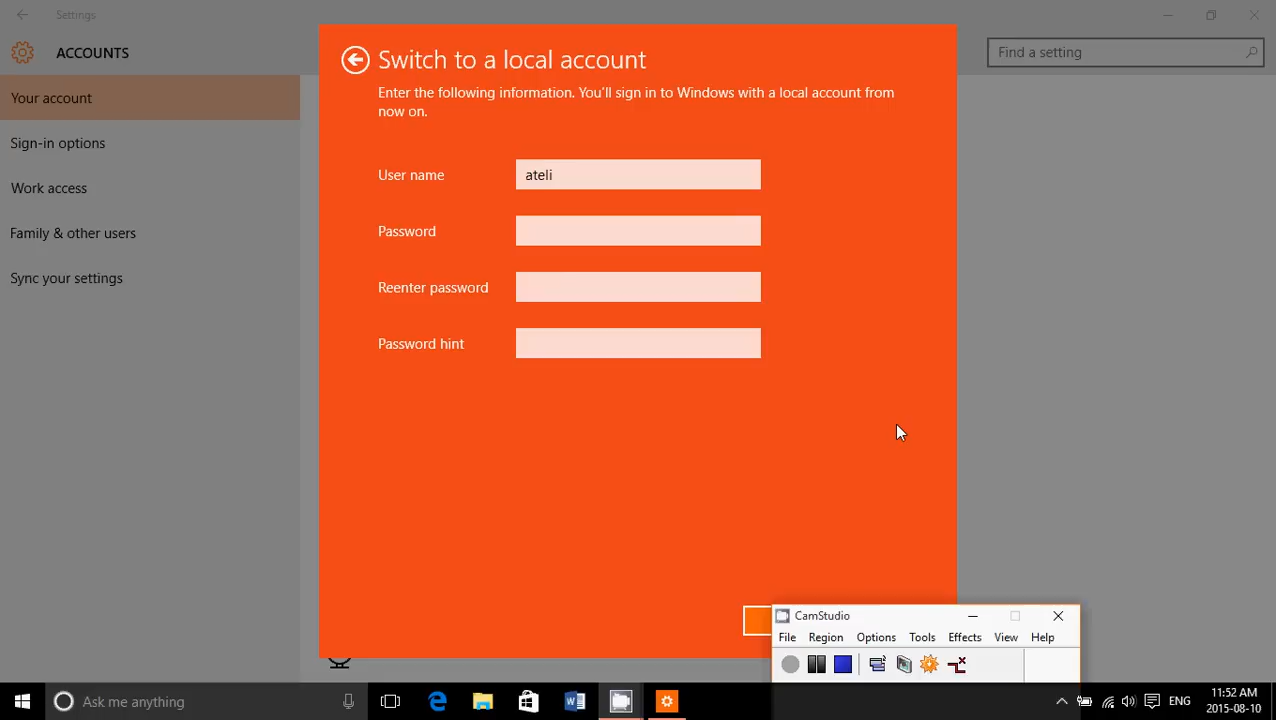 Settings
ACCOUNTS
Find a setting
Your account
Sign-in options
Work access
Family & other users
Sync your settings
Switch to a local account
Enter the following information. You'll sign in to Windows with a local account from
now on.
User name
ateli
Password
Reenter password
Password hint
CamStudio
File Region Options Tools Effects View Help
Ask me anything
ENG
11:52 AM
2015-08-10